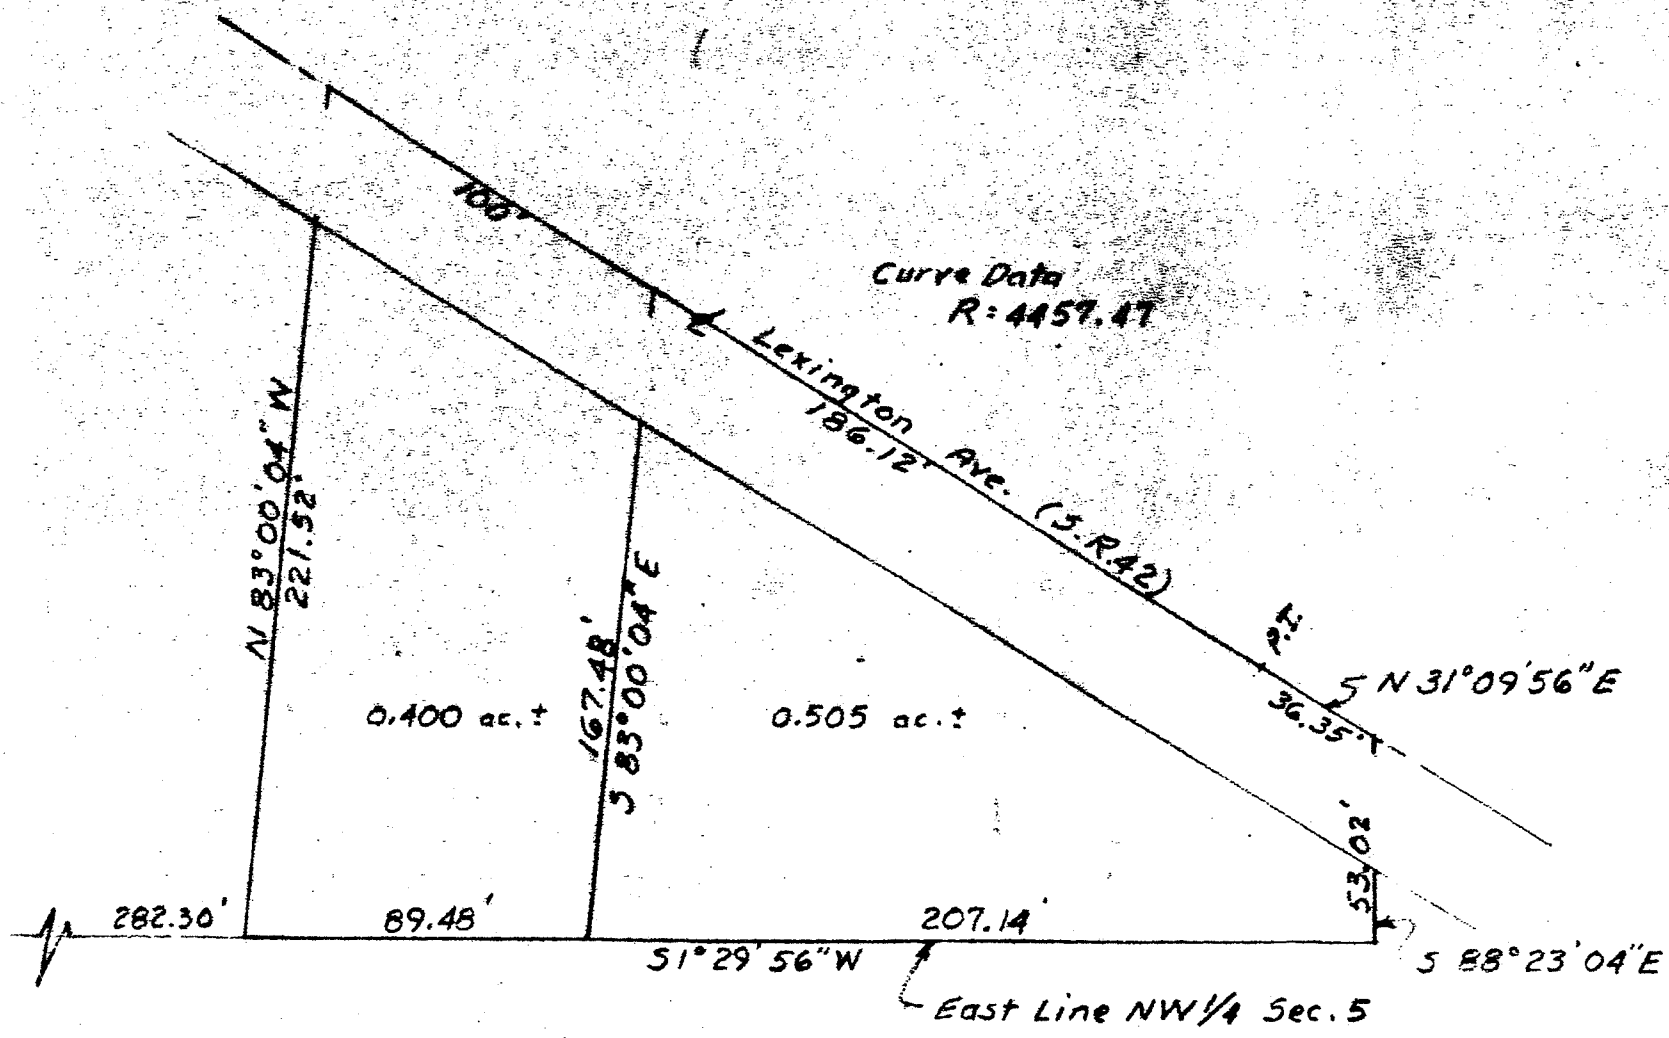 100'
Curve Data
R=4457.47
Lexington Ave. (S.R.42)
186.12'
P.I.
N 31°09'56"E
36.35'
N 83°00'04" W
221.52'
167.48'
S 83°00'04" E
0.400 ac.±
0.505 ac.±
53.02'
282.30'
89.48'
207.14'
S1°29'56"W
S 88°23'04"E
East Line NW 1/4 Sec. 5